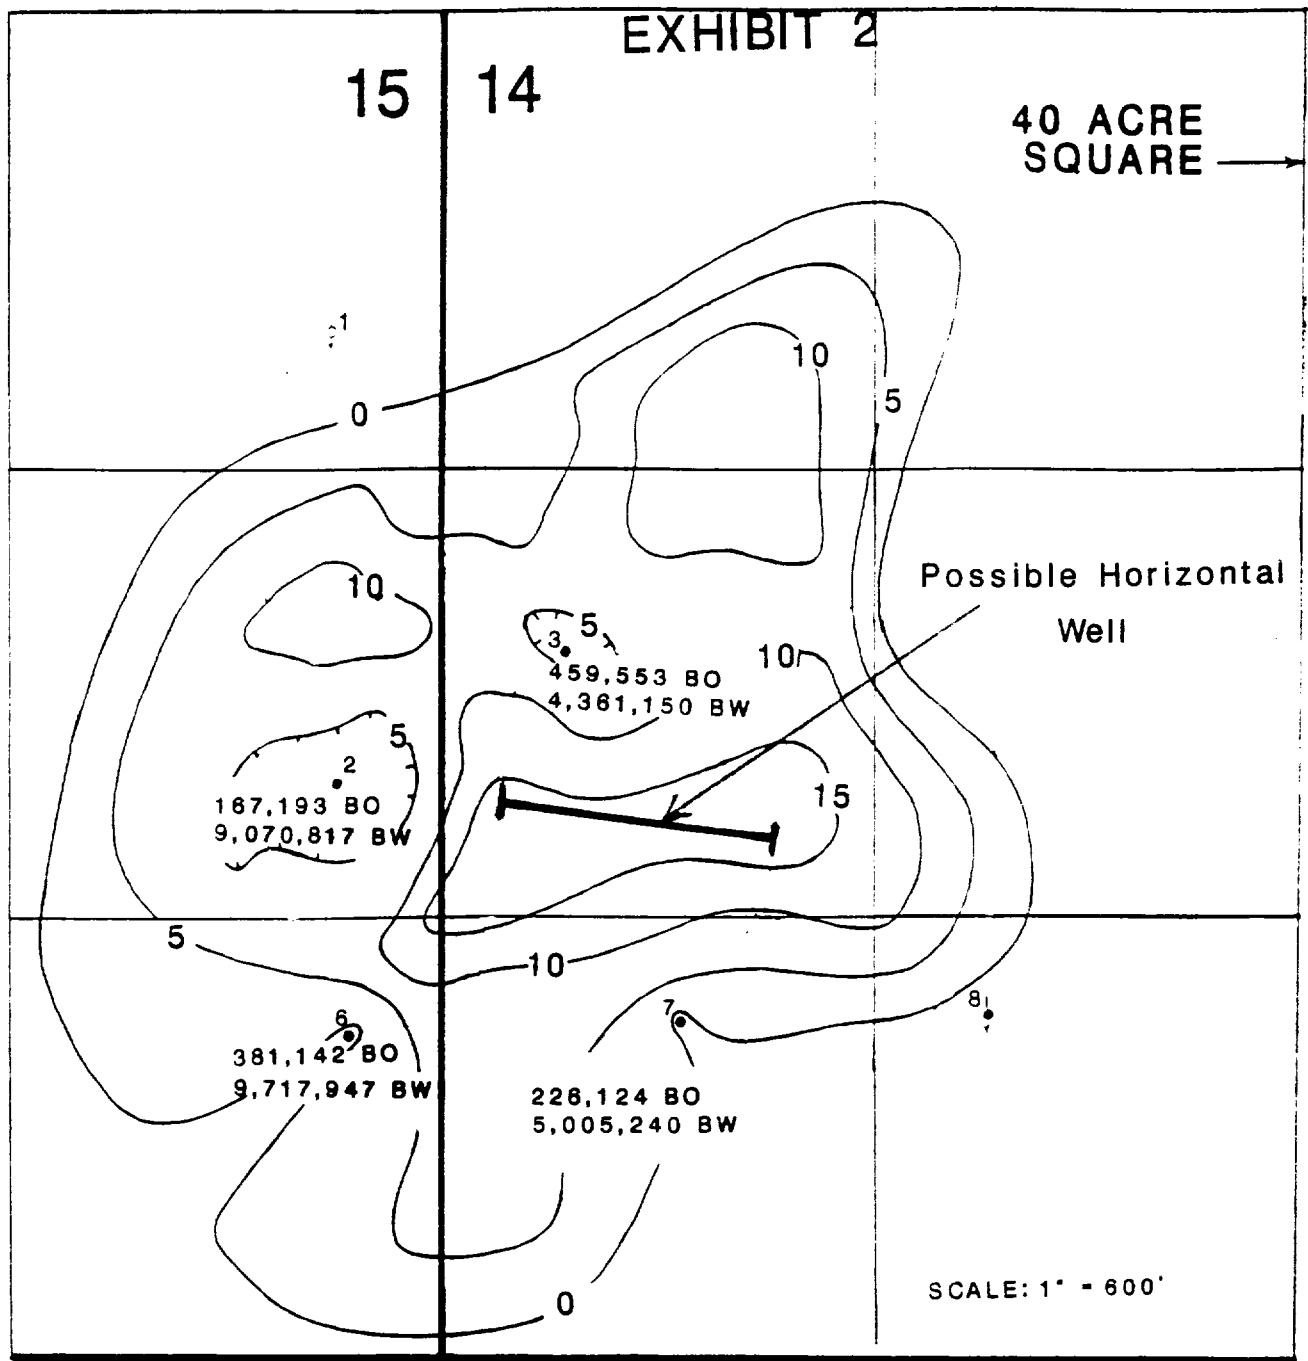 EXHIBIT 2
15 14
40 ACRE
SQUARE
1
10
0
5
Possible Horizontal
Well
10
5
3
10
459,553 BO
4,361,150 BW
5
2
15
167,193 BO
9,070,817 BW
5
10
6
7
8
381,142 BO
9,717,947 BW
226,124 BO
5,005,240 BW
SCALE: 1" = 600'
0